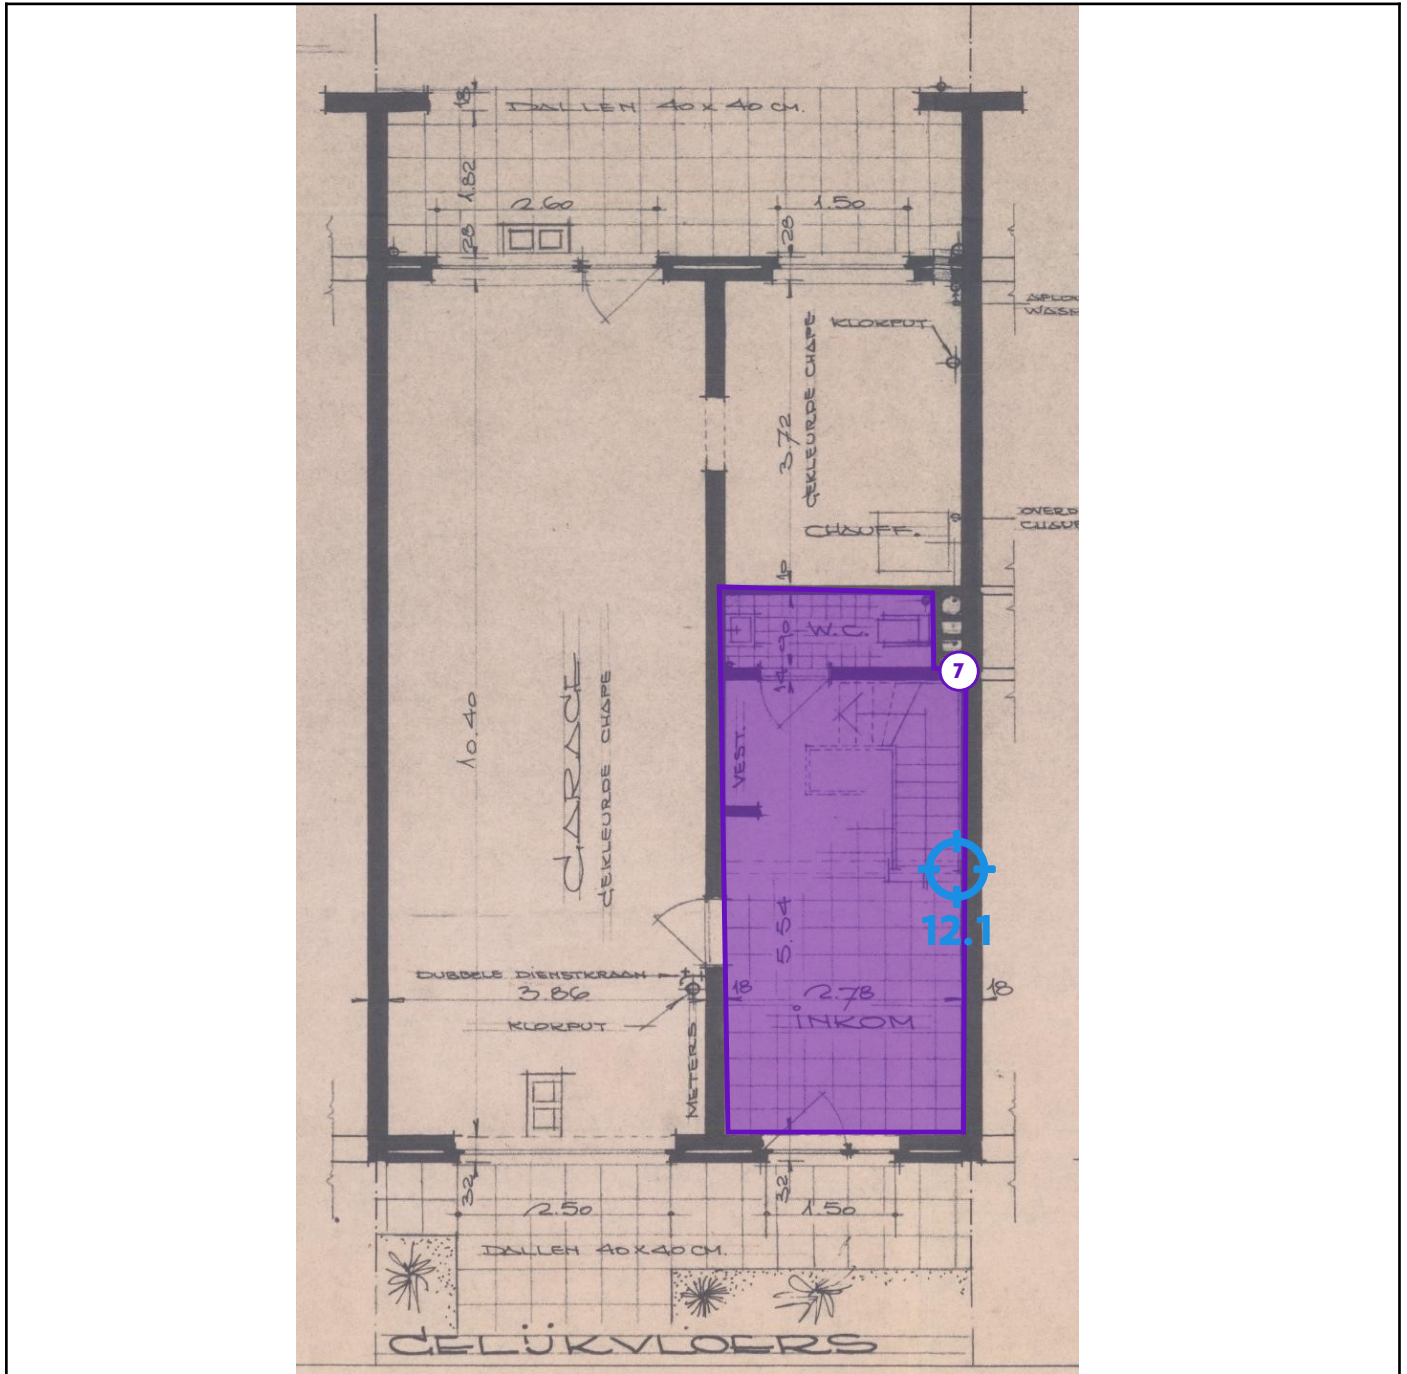 DALLEN 40 x 40 CM.
18
1.82
2.60
1.50
28
28
KLOKPUT
GEKLEURDE CHAPE
3.72
CHAUFF.
10
W.C.
90
7
14
VEST.
10.40
GARAGE
GEKLEURDE CHAPE
12.1
5.54
DUBBELE DIENSTKRAAN
3.86
18
2.78
18
KLOKPUT
INKOM
METERS
32
32
2.50
1.50
DALLEN 40x40 CM.
GELIJKVLOERS